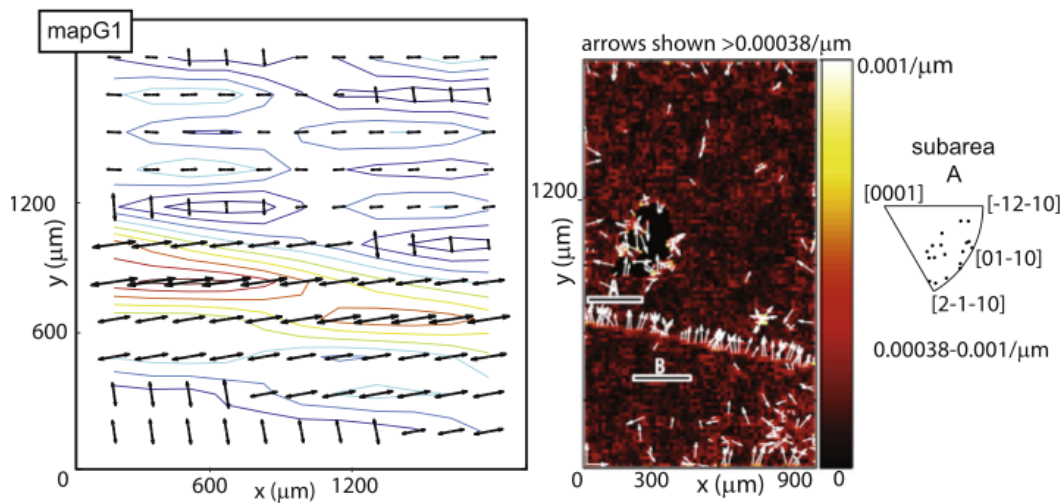 mapG1
1200
y (μm)
600
0
600
x (μm)
1200
arrows shown >0.00038/μm
1200
y (μm)
A
B
0
300
x (μm)
900
0.001/μm
0.00038-0.001/μm
0
subarea
A
[0001]
[-12-10]
[01-10]
[2-1-10]